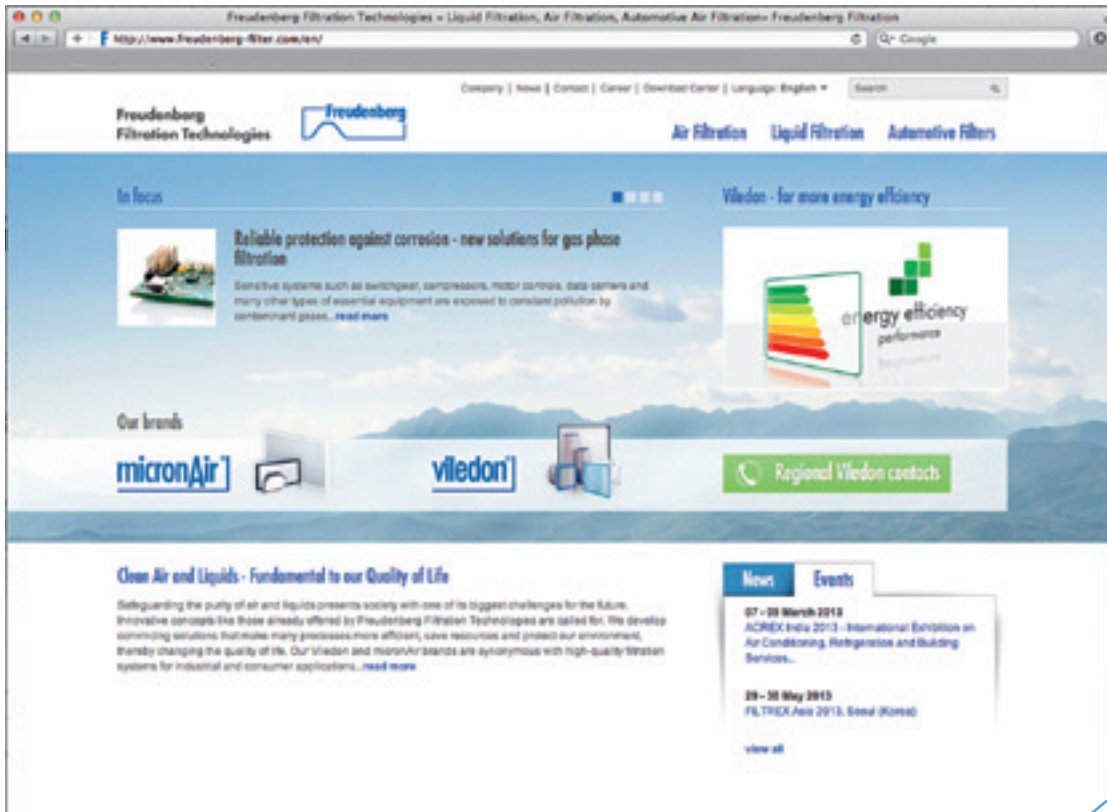 Freudenberg Filtration Technologies - Liquid Filtration, Air Filtration, Automotive Air Filtration- Freudenberg Filtration
http://www.freudenberg-filter.com/en/
Google
Company | News | Contact | Career | Download Center | Language: English
Search
Freudenberg
Filtration Technologies
Freudenberg
Air Filtration Liquid Filtration Automotive Filters
In focus
Reliable protection against corrosion - new solutions for gas phase
filtration
Sensitive systems such as switchgear, compressors, motor controls, data centers and
many other types of essential equipment are exposed to constant pollution by
contaminant gases...read more
Viledon - for more energy efficiency
energy efficiency
performance
Our brands
micronAir
viledon
Regional Viledon contacts
Clean Air and Liquids - Fundamental to our Quality of Life
Safeguarding the purity of air and liquids presents society with one of its biggest challenges for the future.
Innovative concepts like those already offered by Freudenberg Filtration Technologies are called for. We develop
convincing solutions that make many processes more efficient, save resources and protect our environment,
thereby changing the quality of life. Our Viledon and micronAir brands are synonymous with high-quality filtration
systems for industrial and consumer applications...read more
News Events
07 - 09 March 2013
ACREX India 2013 - International Exhibition on
Air Conditioning, Refrigeration and Building
Services...
29 - 30 May 2013
FILTREX Asia 2013, Seoul (Korea)
view all